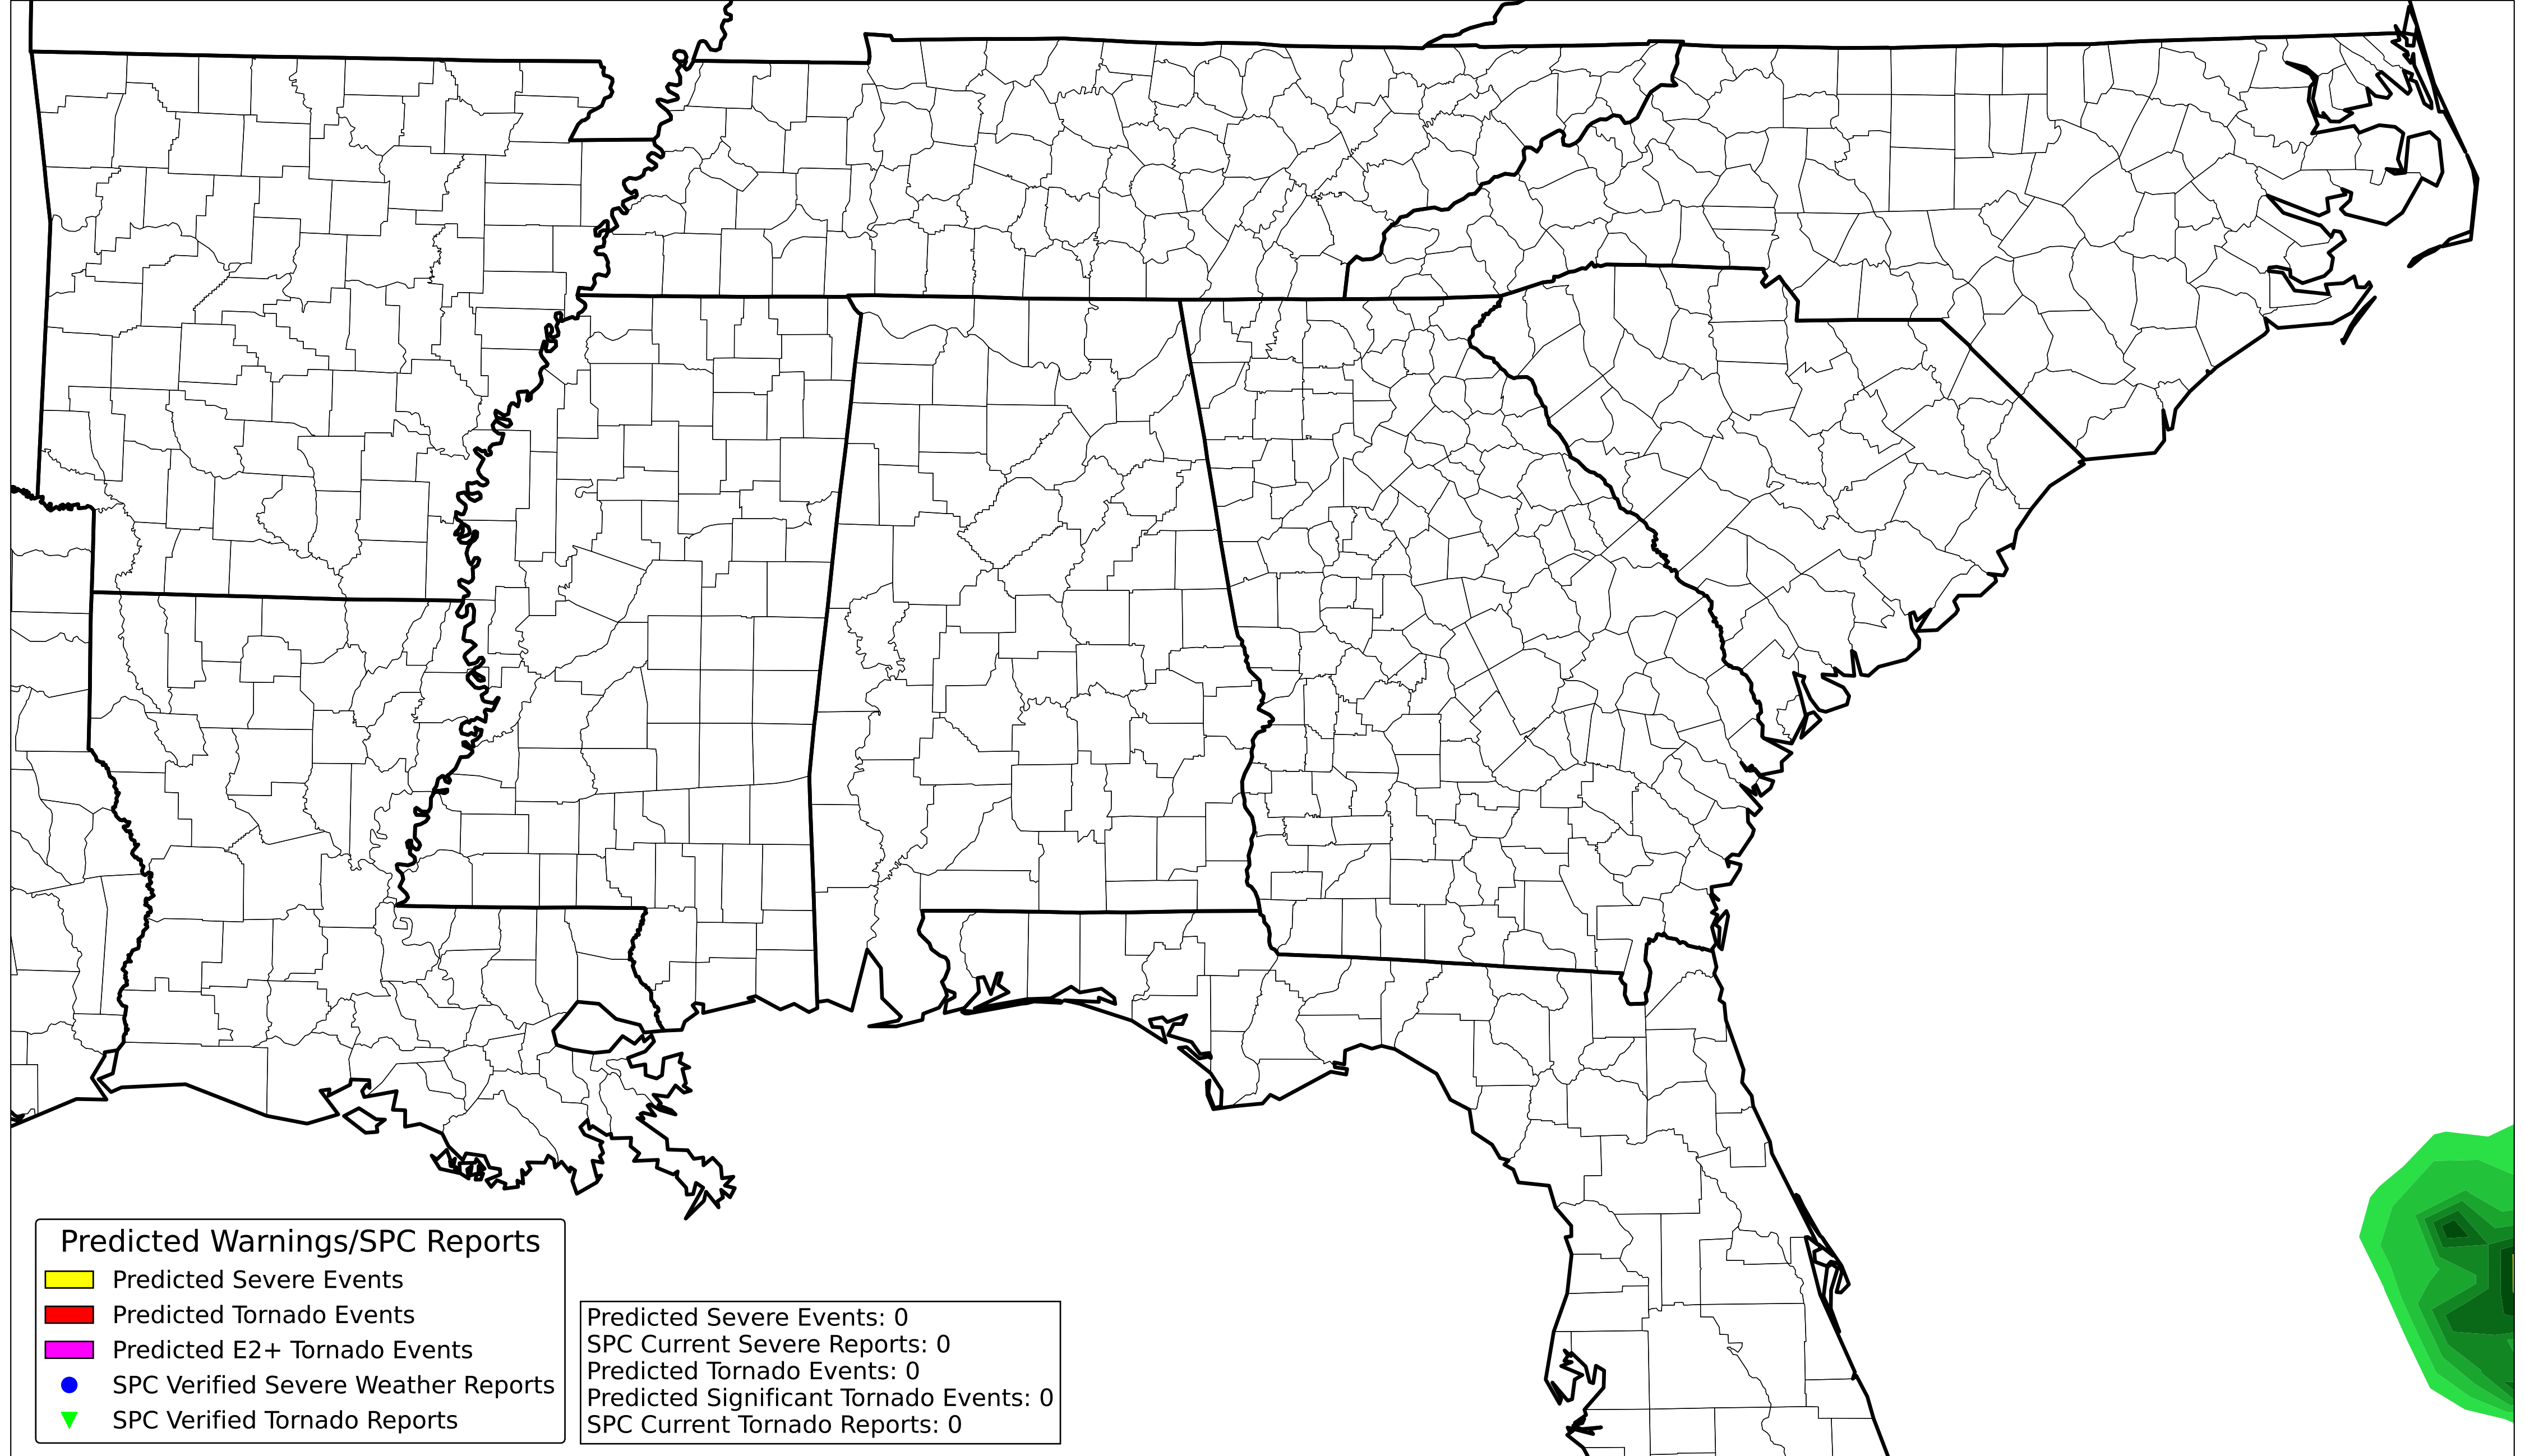 Predicted Warnings/SPC Reports
Predicted Severe Events
Predicted Tornado Events
Predicted E2+ Tornado Events
SPC Verified Severe Weather Reports
SPC Verified Tornado Reports
Predicted Severe Events: 0
SPC Current Severe Reports: 0
Predicted Tornado Events: 0
Predicted Significant Tornado Events: 0
SPC Current Tornado Reports: 0